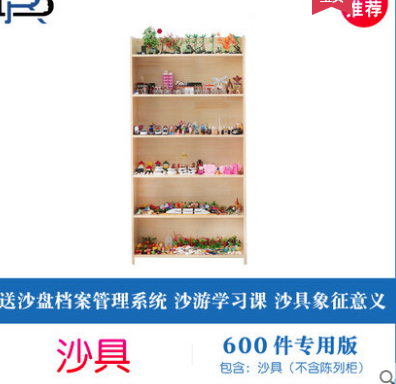 推荐
送沙盘档案管理系统 沙游学习课 沙具象征意义
沙具
600件专用版
包含：沙具（不含陈列柜）